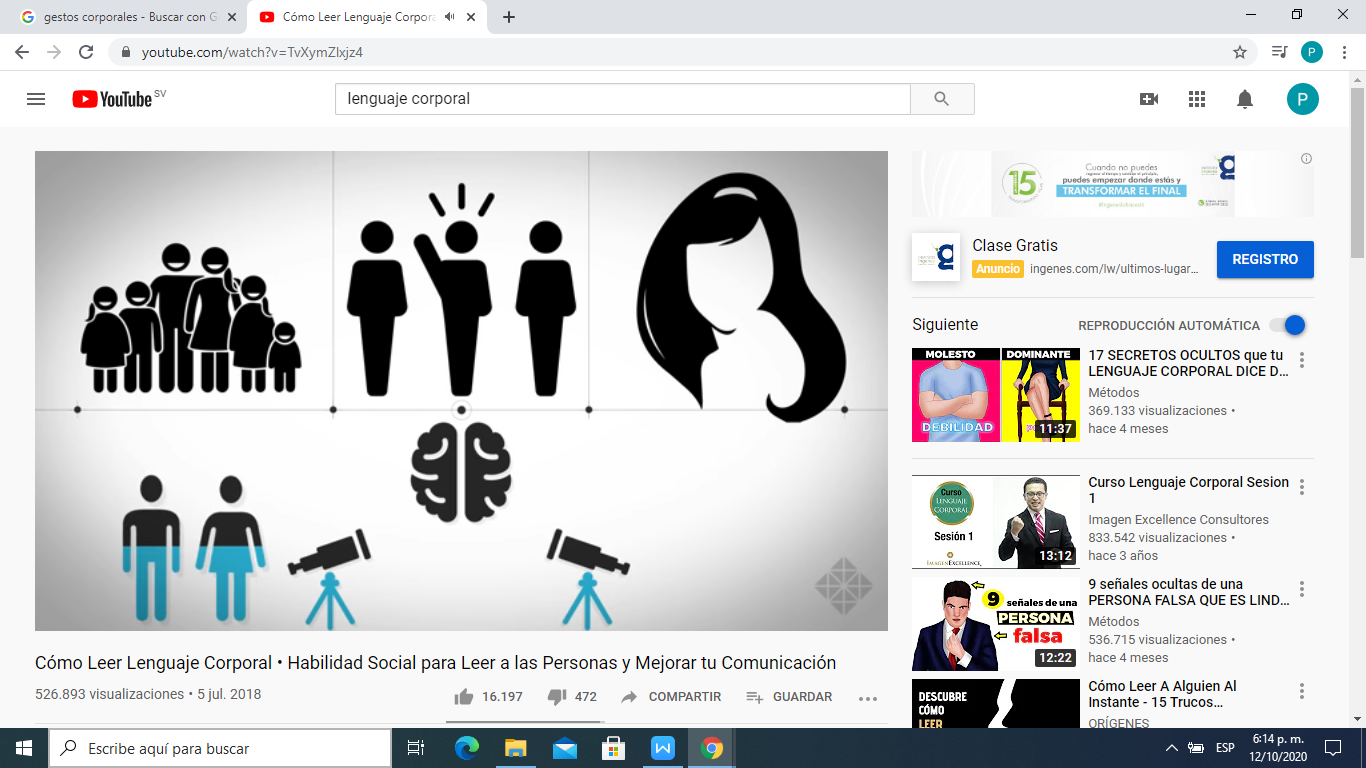 gestos corporales - Buscar con G
Cómo Leer Lenguaje Corpora
youtube.com/watch?v=TvXymZIxjz4
P
YouTube SV
lenguaje corporal
P
15
Cuando no puedes
puedes empezar donde estás y
TRANSFORMAR EL FINAL
Clase Gratis
Anuncio ingenes.com/lw/ultimos-lugar...
REGISTRO
Siguiente
REPRODUCCIÓN AUTOMÁTICA
MOLESTO
DOMINANTE
DEBILIDAD
11:37
17 SECRETOS OCULTOS que tu
LENGUAJE CORPORAL DICE D...
Métodos
369.133 visualizaciones •
hace 4 meses
Curso
LENGUAJE
CORPORAL
Sesión 1
IMAGENEXCELLENCE
13:12
Curso Lenguaje Corporal Sesion
1
Imagen Excellence Consultores
833.542 visualizaciones •
hace 3 años
9 señales de una
PERSONA
falsa
12:22
9 señales ocultas de una
PERSONA FALSA QUE ES LIND...
Métodos
536.715 visualizaciones •
hace 4 meses
DESCUBRE
CÓMO
LEER
Cómo Leer A Alguien Al
Instante - 15 Trucos...
ORÍGENES
Cómo Leer Lenguaje Corporal • Habilidad Social para Leer a las Personas y Mejorar tu Comunicación
526.893 visualizaciones • 5 jul. 2018
16.197
472
COMPARTIR
GUARDAR
Escribe aquí para buscar
ESP
6:14 p. m.
12/10/2020